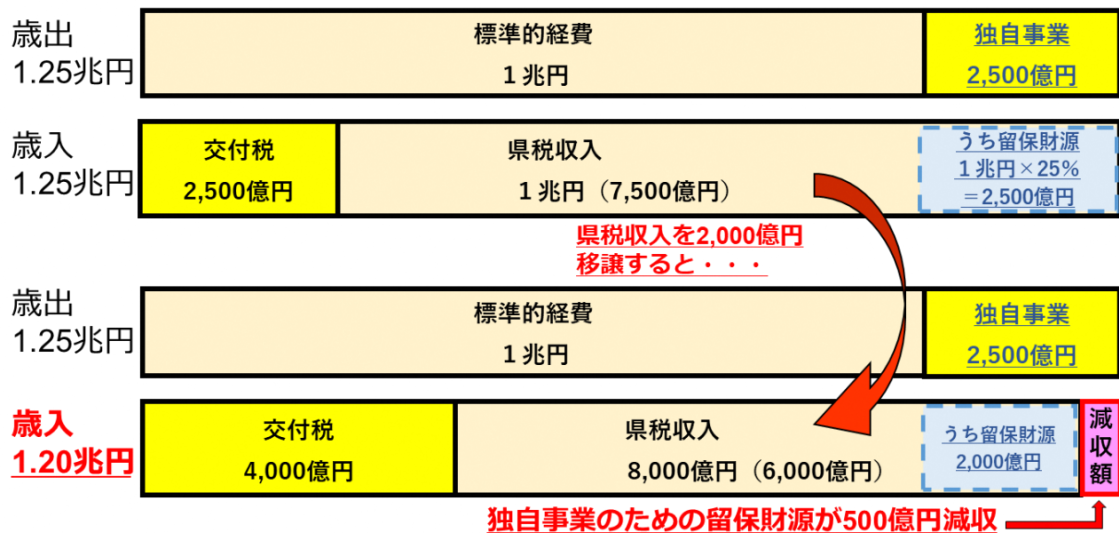 歳出
1.25兆円
標準的経費
1兆円
独自事業
2,500億円
歳入
1.25兆円
交付税
2,500億円
県税収入
1兆円（7,500億円）
うち留保財源
1兆円×25%
＝2,500億円
県税収入を2,000億円
移譲すると・・・
歳出
1.25兆円
標準的経費
1兆円
独自事業
2,500億円
歳入
1.20兆円
交付税
4,000億円
県税収入
8,000億円（6,000億円）
うち留保財源
2,000億円
減収額
独自事業のための留保財源が500億円減収